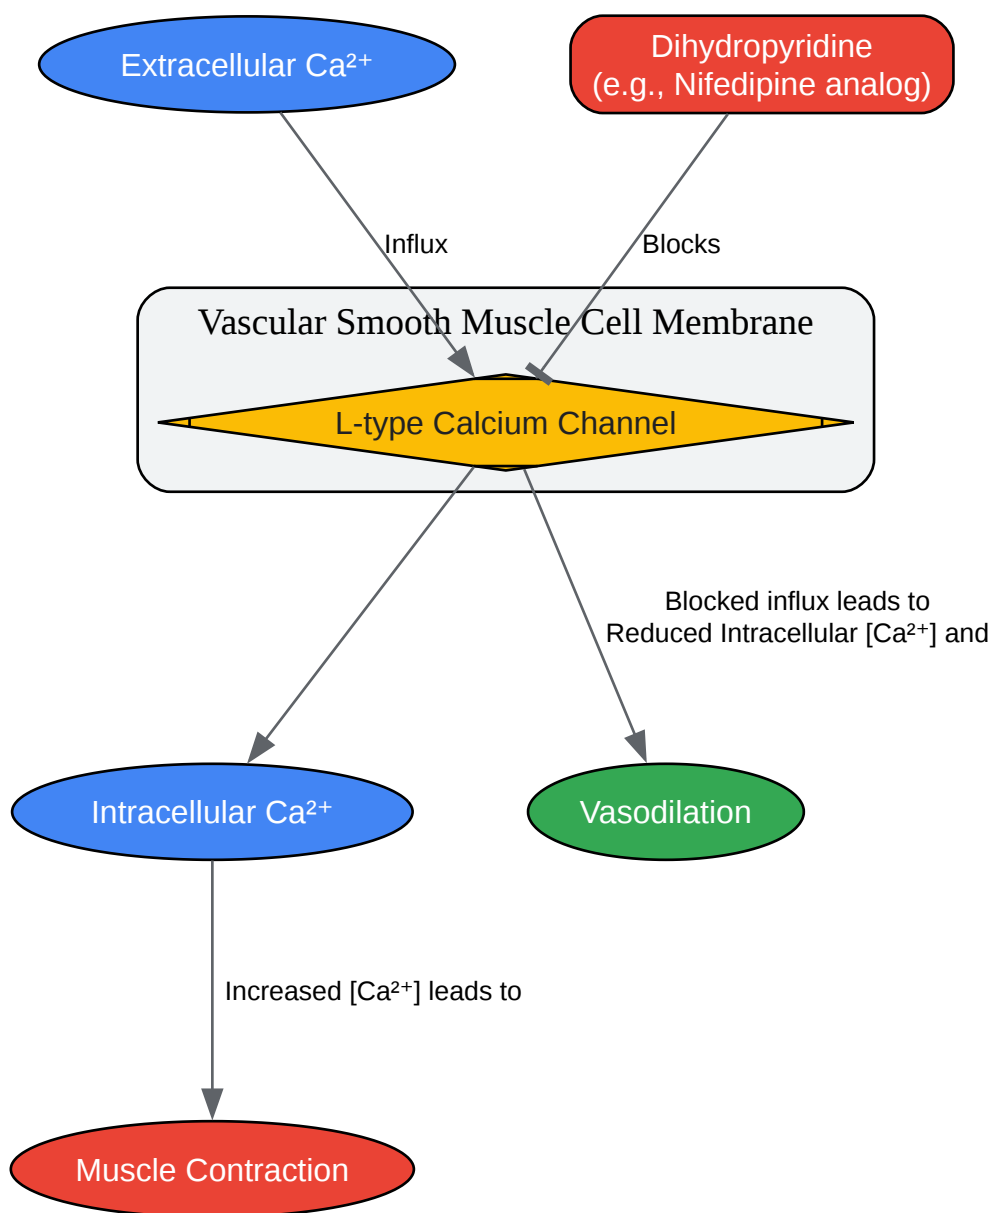 Extracellular Ca²⁺
Dihydropyridine
(e.g., Nifedipine analog)
Influx
Blocks
Vascular Smooth Muscle Cell Membrane
L-type Calcium Channel
Blocked influx leads to
Reduced Intracellular [Ca²⁺] and
Intracellular Ca²⁺
Vasodilation
Increased [Ca²⁺] leads to
Muscle Contraction